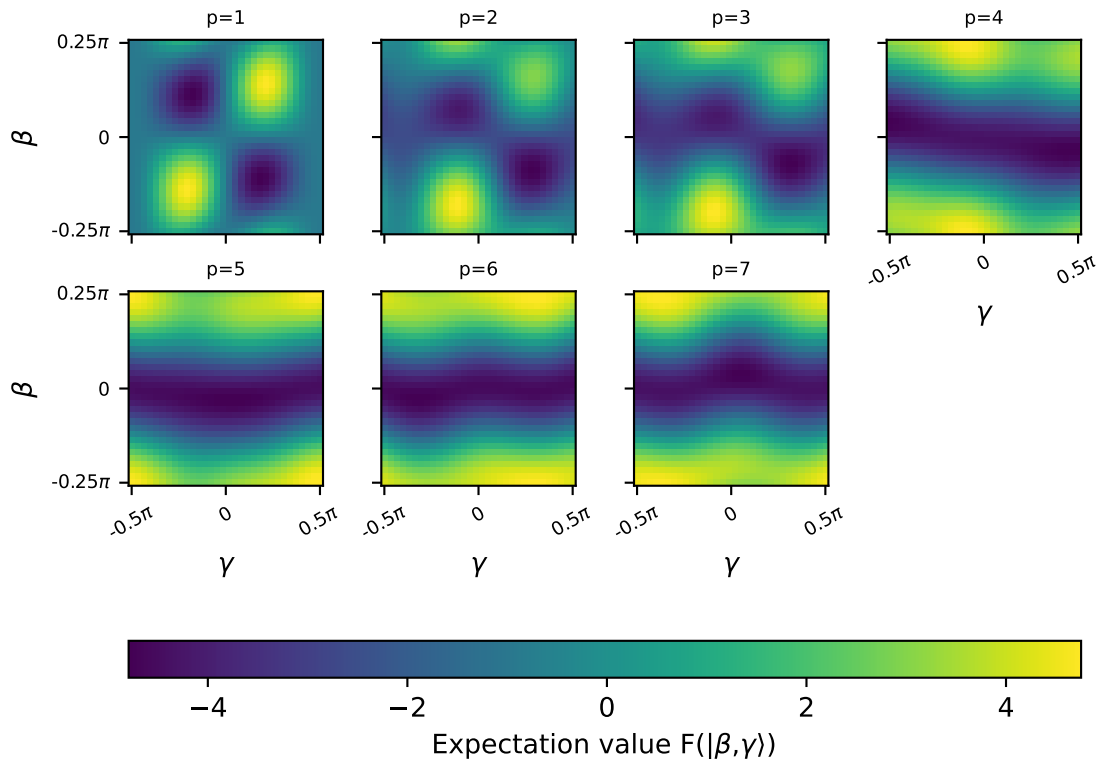 p=1 p=2 p=3 p=4
0.25π
β
0
-0.25π
-0.5π 0 0.5π
γ
p=5 p=6 p=7
0.25π
β
0
-0.25π
-0.5π 0 0.5π -0.5π 0 0.5π -0.5π 0 0.5π
γ γ γ
−4 −2 0 2 4
Expectation value F(|β,γ⟩)